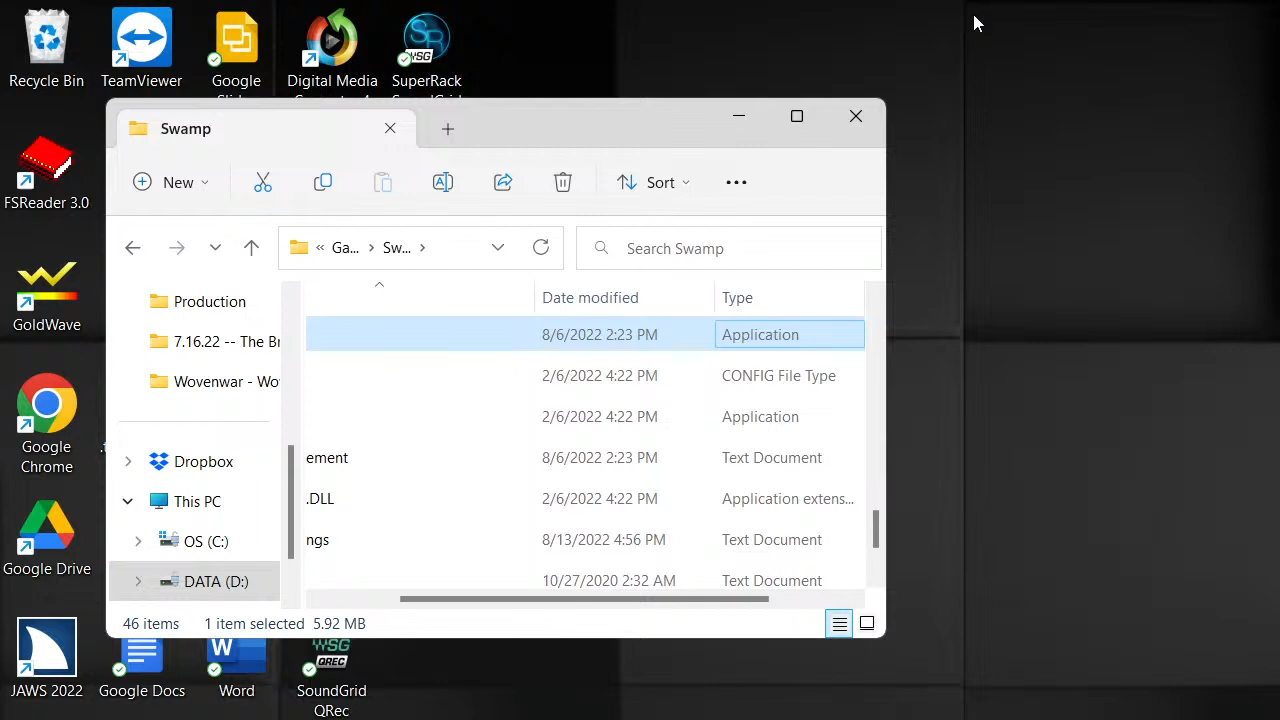 Recycle Bin
TeamViewer
Google
Digital Media
SuperRack
WSG
FSReader 3.0
GoldWave
Google
Chrome
Google Drive
JAWS 2022
Google Docs
W
Word
WSG
QREC
SoundGrid
QRec
Swamp
New
Sort
« Ga... > Sw... >
Search Swamp
Production
7.16.22 -- The Br
Wovenwar - Wo
Dropbox
This PC
OS (C:)
DATA (D:)
Date modified
Type
8/6/2022 2:23 PM
Application
2/6/2022 4:22 PM
CONFIG File Type
2/6/2022 4:22 PM
Application
ement
8/6/2022 2:23 PM
Text Document
.DLL
2/6/2022 4:22 PM
Application extens...
ngs
8/13/2022 4:56 PM
Text Document
10/27/2020 2:32 AM
Text Document
46 items
1 item selected 5.92 MB